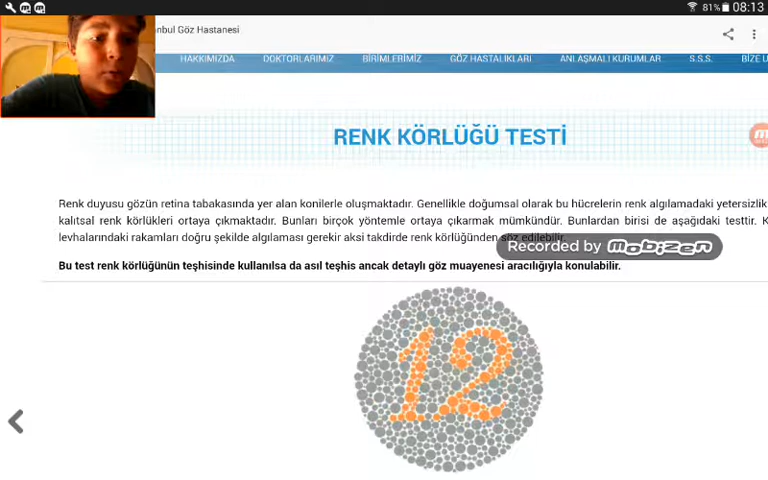 81% 08:13
anbul Göz Hastanesi
HAKKIMIZDA DOKTORLARIMIZ BİRİMLERİMİZ GÖZ HASTALIKLARI ANLAŞMALI KURUMLAR S.S.S. BİZE U
RENK KÖRLÜĞÜ TESTİ
Renk duyusu gözün retina tabakasında yer alan konilerle oluşmaktadır. Genellikle doğumsal olarak bu hücrelerin renk algılamadaki yetersizlik
kalıtsal renk körlükleri ortaya çıkmaktadır. Bunları birçok yöntemle ortaya çıkarmak mümkündür. Bunlardan birisi de aşağıdaki testtir. K
levhalarındaki rakamları doğru şekilde algılaması gerekir aksi takdirde renk körlüğünden söz edilebilir.
Recorded by mobizen
Bu test renk körlüğünün teşhisinde kullanılsa da asıl teşhis ancak detaylı göz muayenesi aracılığıyla konulabilir.
12